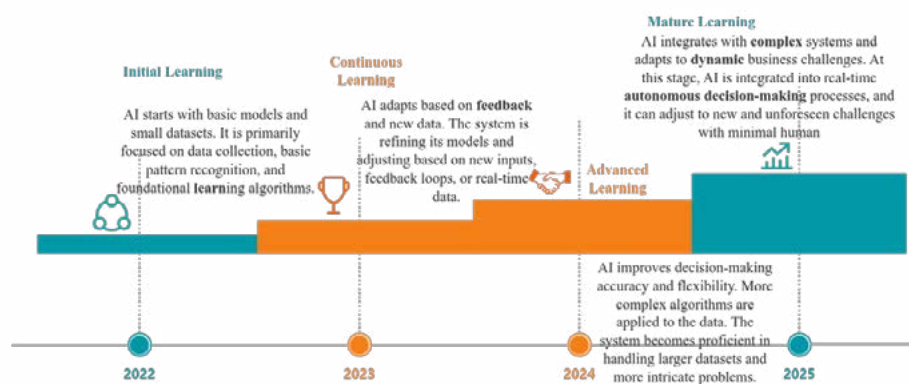 Initial Learning
AI starts with basic models and
small datasets. It is primarily
focused on data collection, basic
pattern recognition, and
foundational learning algorithms.
Continuous
Learning
AI adapts based on feedback
and new data. The system is
refining its models and
adjusting based on new inputs,
feedback loops, or real-time
data.
Advanced
Learning
AI improves decision-making
accuracy and flexibility. More
complex algorithms are
applied to the data. The
system becomes proficient in
handling larger datasets and
more intricate problems.
Mature Learning
AI integrates with complex systems and
adapts to dynamic business challenges. At
this stage, AI is integrated into real-time
autonomous decision-making processes, and
it can adjust to new and unforeseen challenges
with minimal human
2022
2023
2024
2025